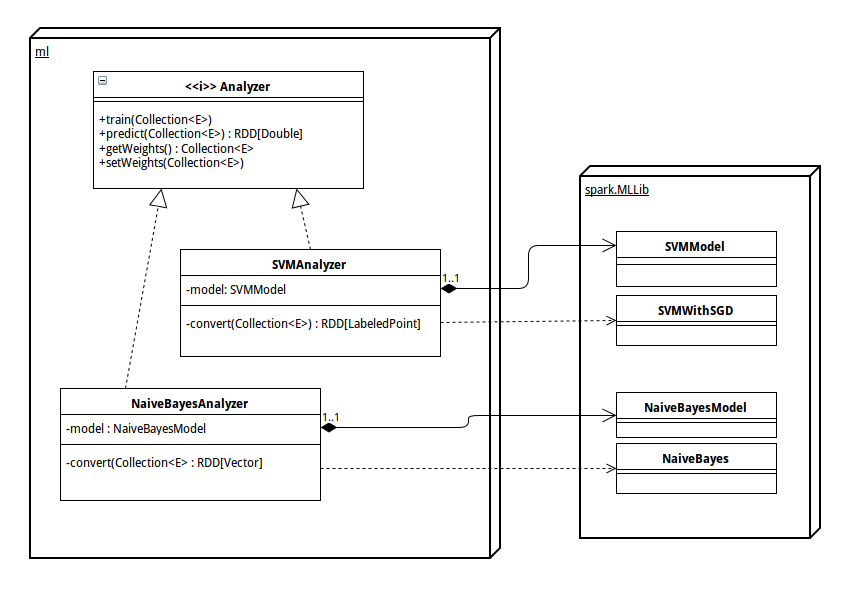 ml
<<i>> Analyzer
+train(Collection<E>)
+predict(Collection<E>) : RDD[Double]
+getWeights() : Collection<E>
+setWeights(Collection<E>)
SVMAnalyzer
-model: SVMModel
-convert(Collection<E>) : RDD[LabeledPoint]
1..1
NaiveBayesAnalyzer
-model : NaiveBayesModel
-convert(Collection<E> : RDD[Vector]
1..1
spark.MLLib
SVMModel
SVMWithSGD
NaiveBayesModel
NaiveBayes